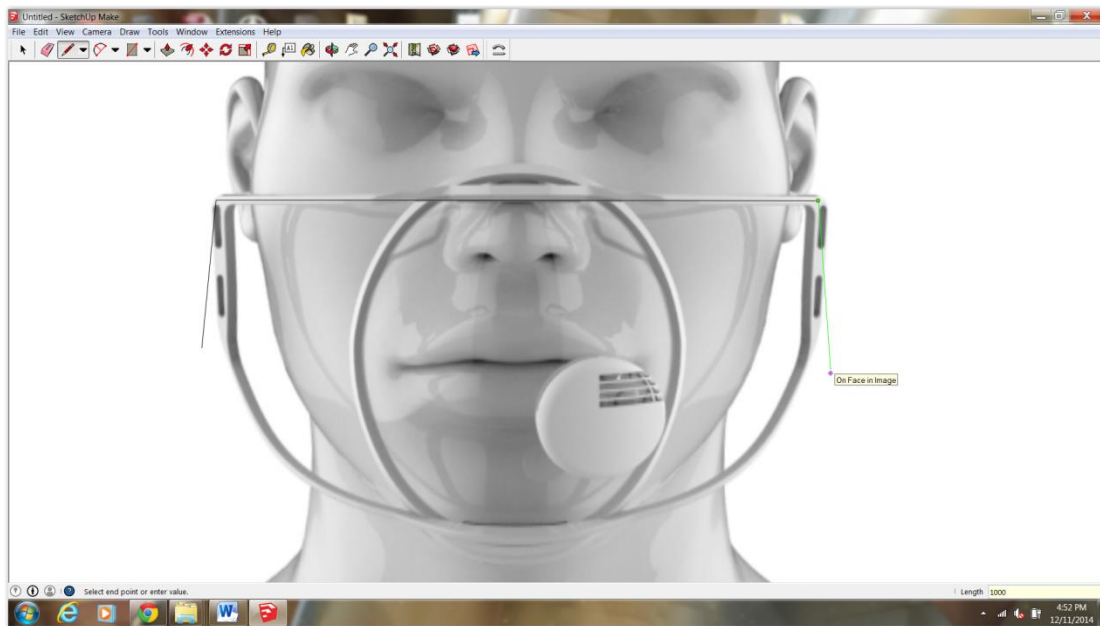 Untitled - SketchUp Make
File Edit View Camera Draw Tools Window Extensions Help
A1
On Face in Image
Select end point or enter value.
Length 1000
W
4:52 PM
12/11/2014